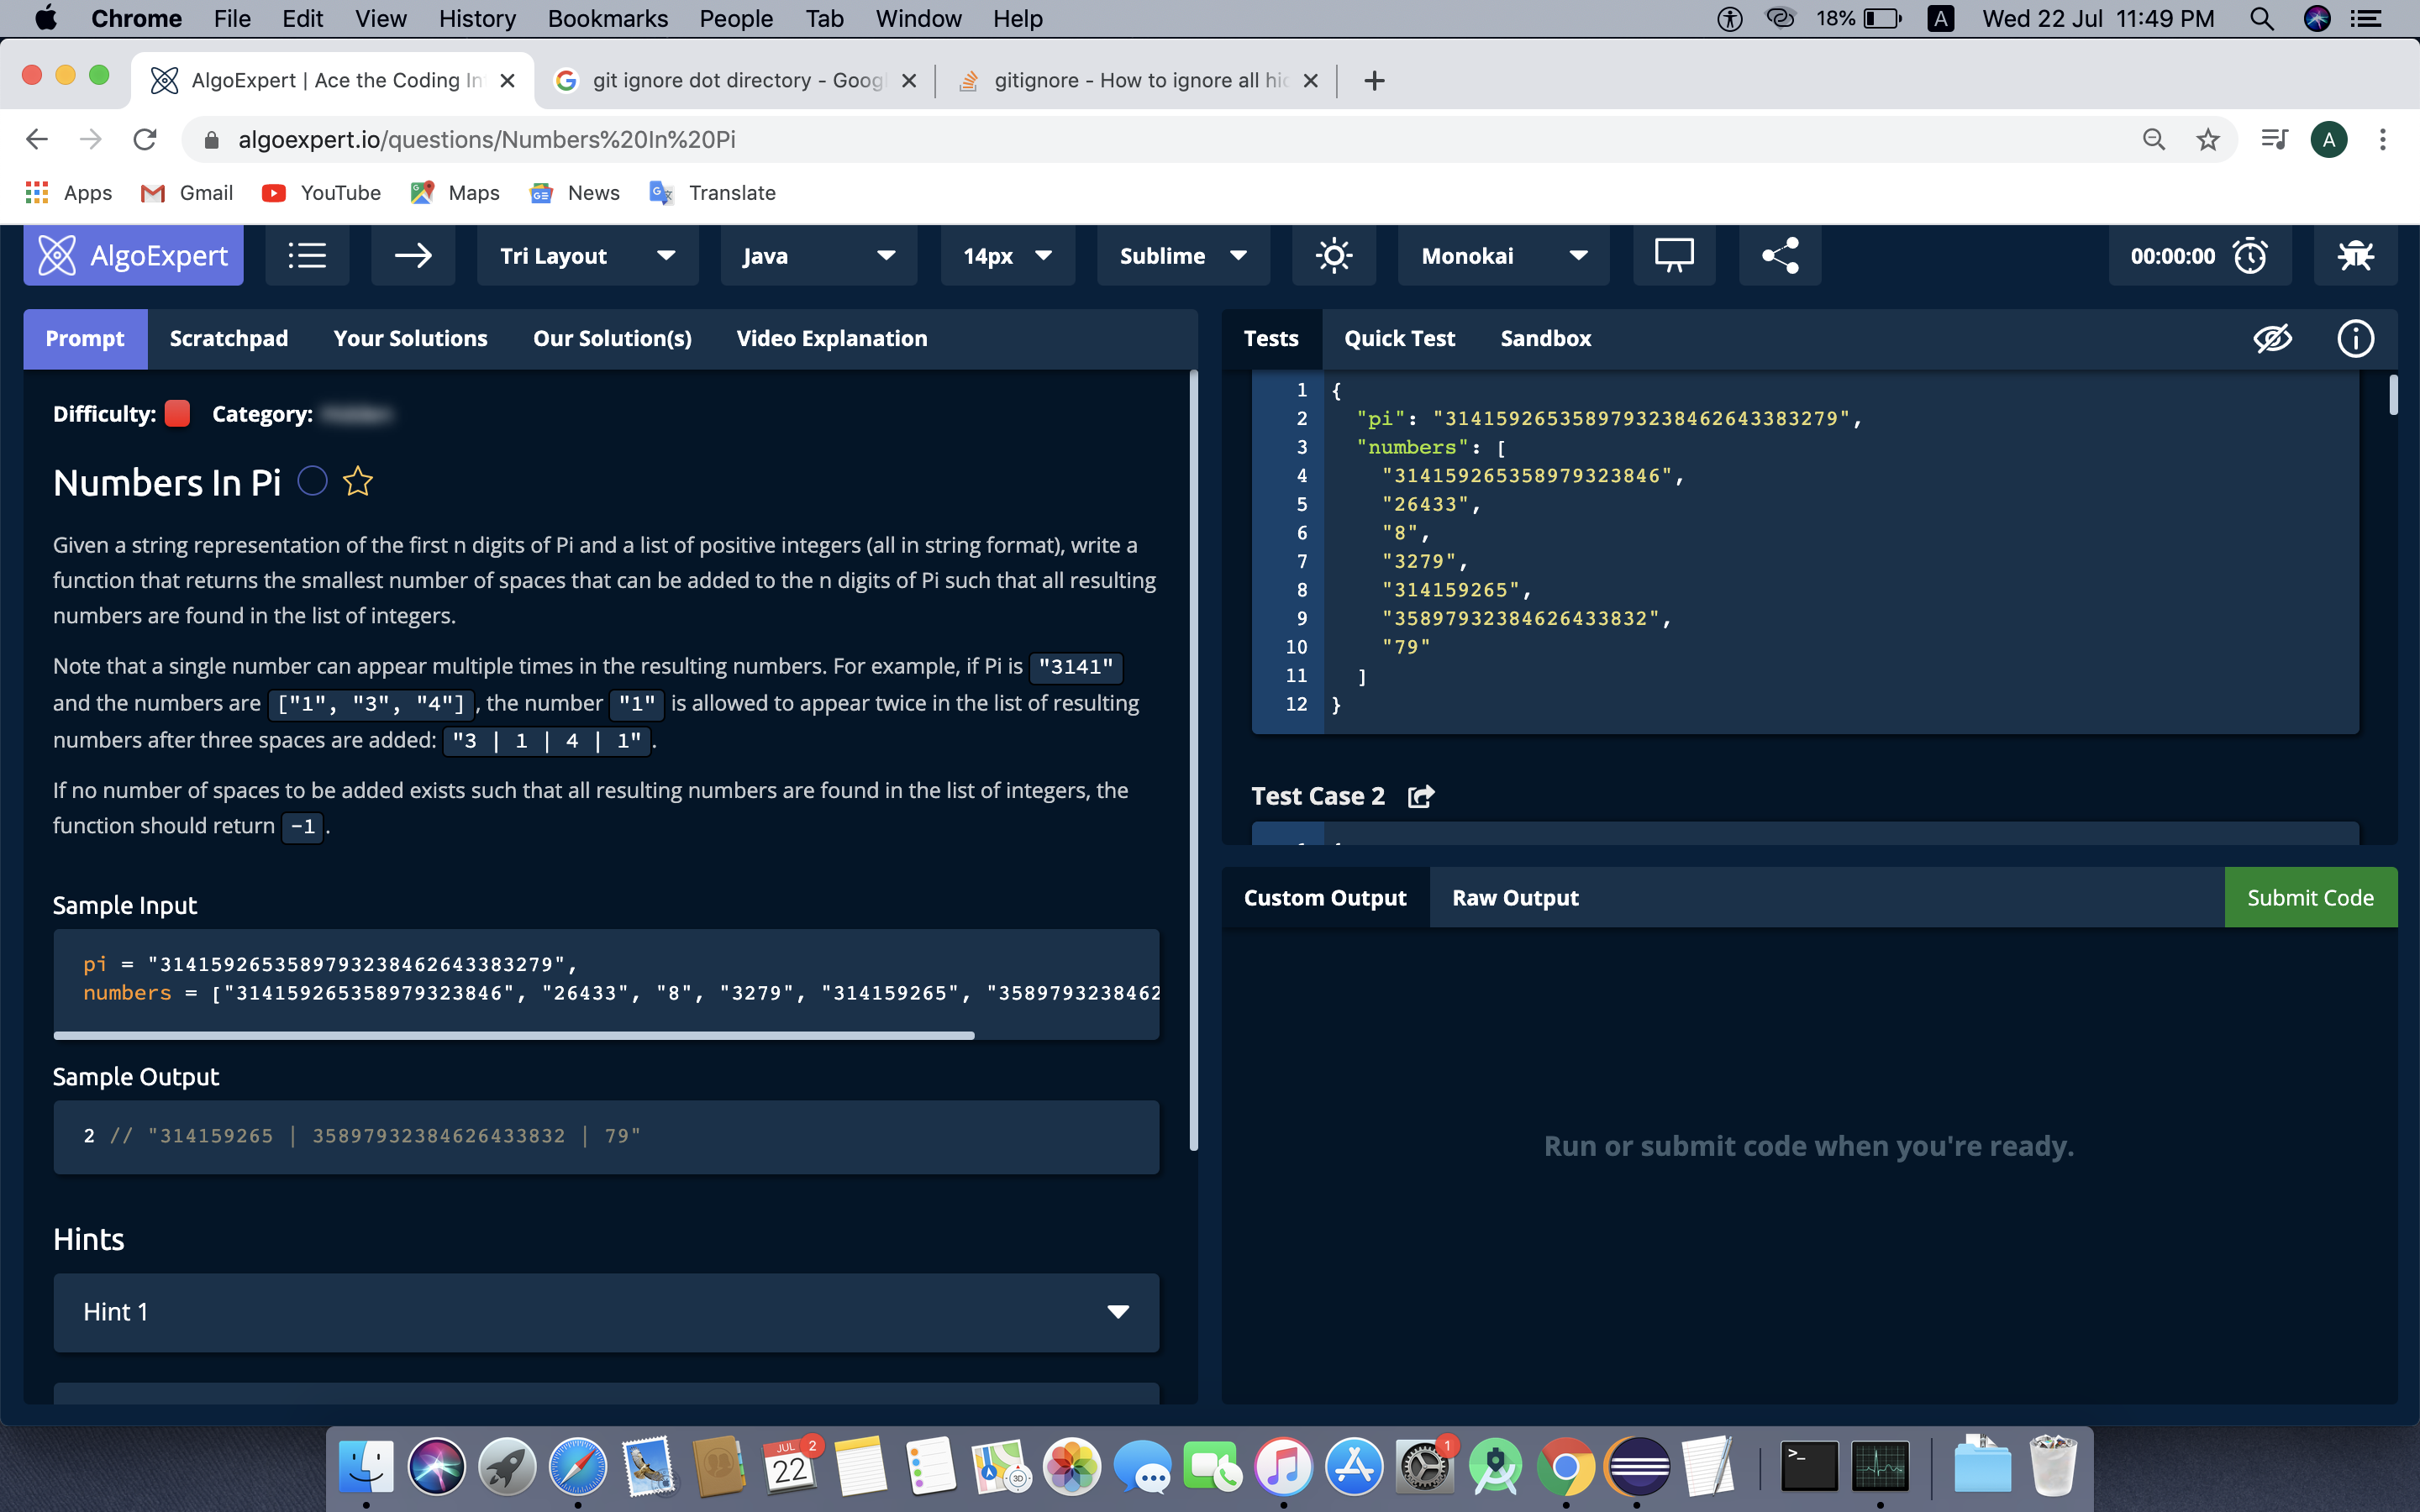 Chrome File Edit View History Bookmarks People Tab Window Help 18% A Wed 22 Jul 11:49 PM
AlgoExpert | Ace the Coding In
git ignore dot directory - Goog
gitignore - How to ignore all hid
algoexpert.io/questions/Numbers%20In%20Pi
A
Apps Gmail YouTube Maps News Translate
AlgoExpert Tri Layout Java 14px Sublime Monokai 00:00:00
Prompt Scratchpad Your Solutions Our Solution(s) Video Explanation
Difficulty: Category:
Numbers In Pi
Given a string representation of the first n digits of Pi and a list of positive integers (all in string format), write a
function that returns the smallest number of spaces that can be added to the n digits of Pi such that all resulting
numbers are found in the list of integers.
Note that a single number can appear multiple times in the resulting numbers. For example, if Pi is "3141"
and the numbers are ["1", "3", "4"], the number "1" is allowed to appear twice in the list of resulting
numbers after three spaces are added: "3 | 1 | 4 | 1".
If no number of spaces to be added exists such that all resulting numbers are found in the list of integers, the
function should return -1.
Sample Input
pi = "3141592653589793238462643383279",
numbers = ["314159265358979323846", "26433", "8", "3279", "314159265", "3589793238462
Sample Output
2 // "314159265 | 35897932384626433832 | 79"
Hints
Hint 1
Tests Quick Test Sandbox
1 {
2 "pi": "3141592653589793238462643383279",
3 "numbers": [
4 "314159265358979323846",
5 "26433",
6 "8",
7 "3279",
8 "314159265",
9 "35897932384626433832",
10 "79"
11 ]
12 }
Test Case 2
Custom Output Raw Output Submit Code
Run or submit code when you're ready.
JUL 2
22
3D
1
>_